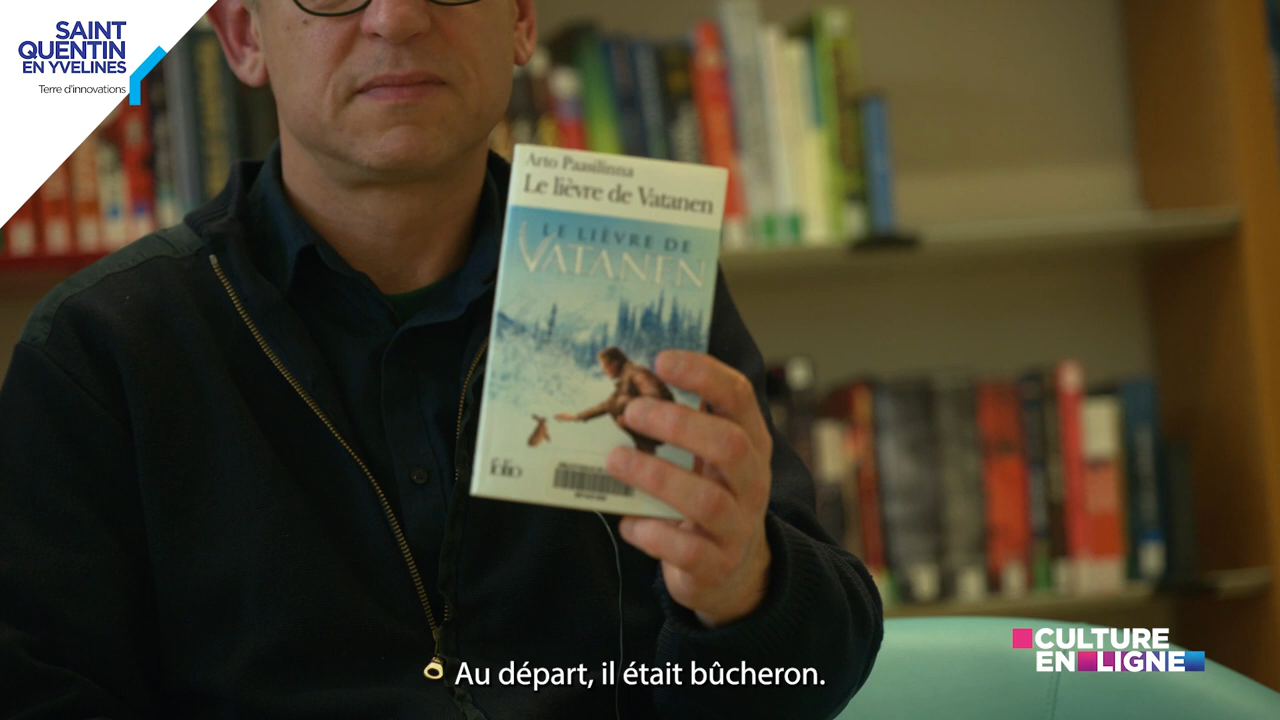 SAINT
QUENTIN
EN YVELINES
Terre d'innovations
Arto Paasilinna
Le lièvre de Vatanen
LE LIÈVRE DE
VATANEN
folio
Au départ, il était bûcheron.
CULTURE
EN LIGNE